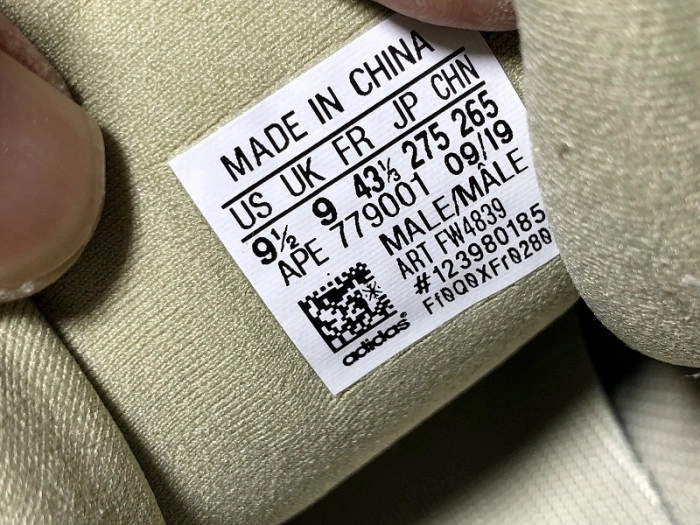 MADE IN CHINA
US UK FR JP CHN
9½ 9 43⅓ 275 265
APE 779001 09/19
MALE/MÂLE
ART FW4839
#123980185
Ff0Q0XFr0280
adidas®